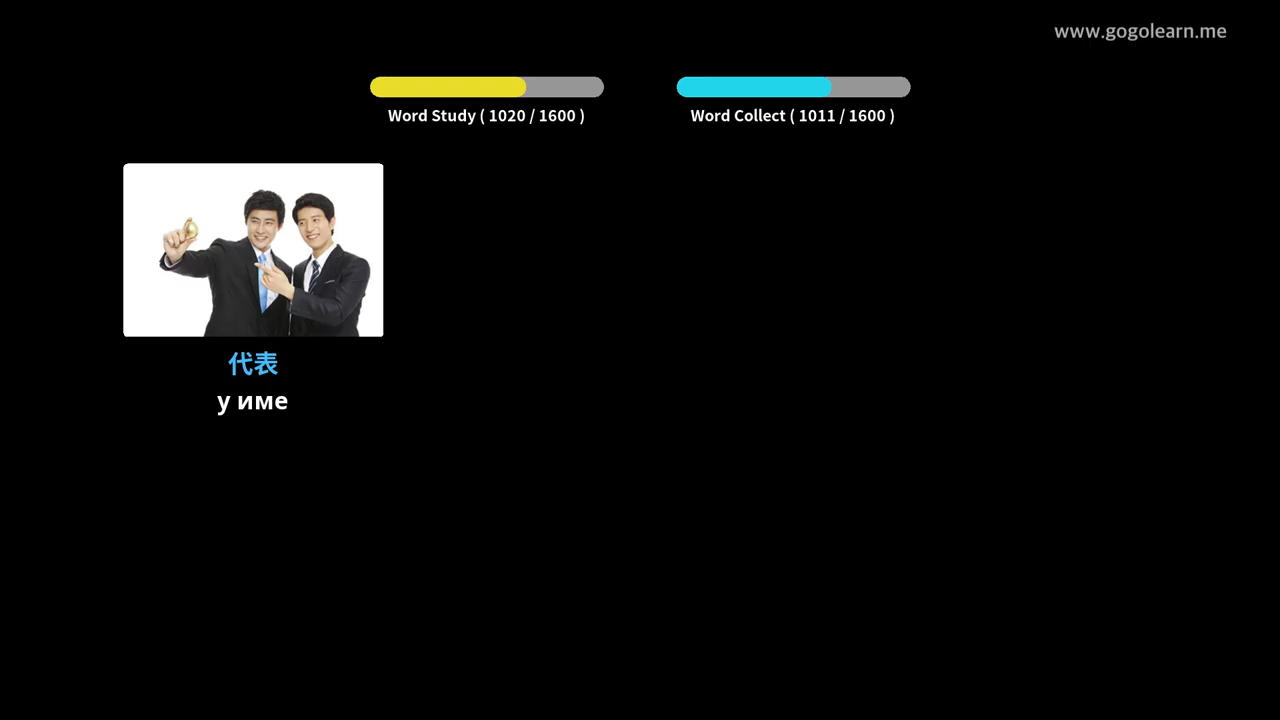 www.gogolearn.me
Word Study ( 1020 / 1600 )
Word Collect ( 1011 / 1600 )
代表
у име